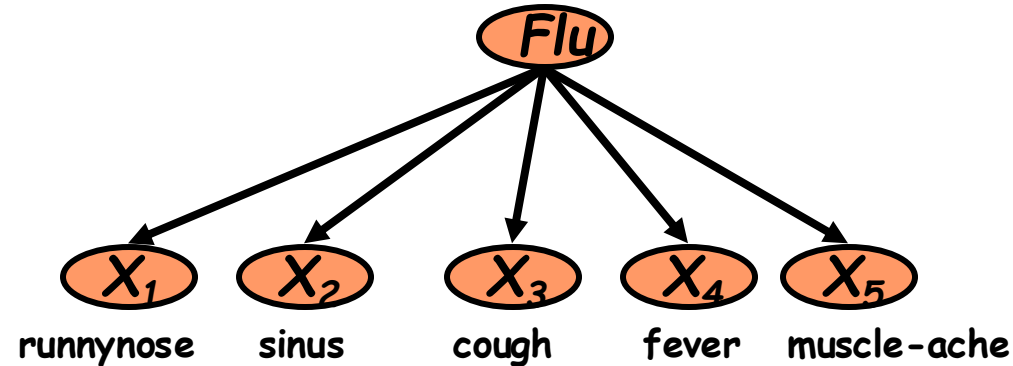 Flu
X₁ X₂ X₃ X₄ X₅
runnynose sinus cough fever muscle-ache